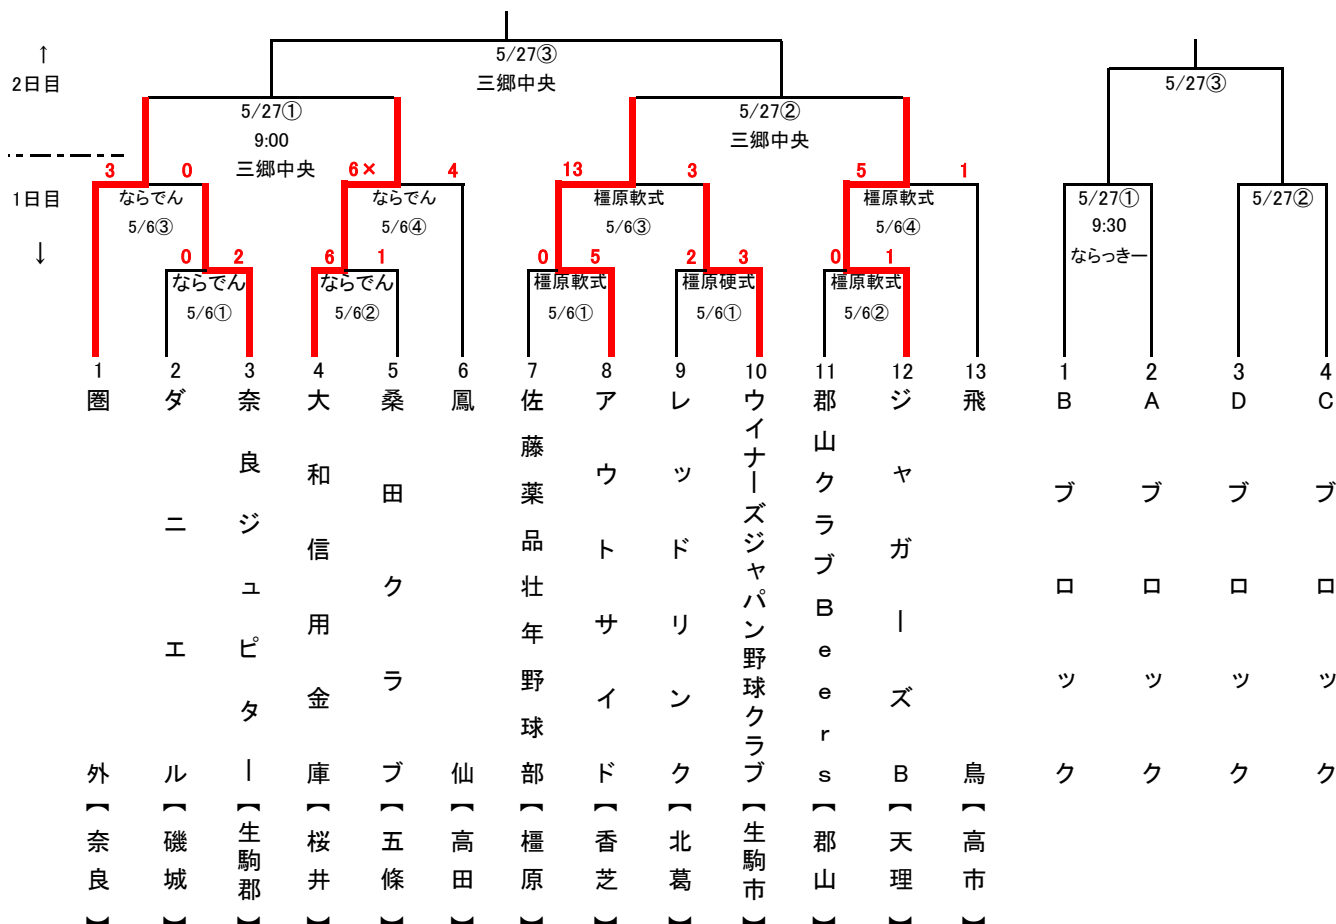 5/27③
三郷中央
5/27③
↑
2日目
5/27①
9:00
三郷中央
5/27②
三郷中央
3 0
6× 4
13 3
5 1
1日目
↓
ならでん
5/6③
ならでん
5/6④
橿原軟式
5/6③
橿原軟式
5/6④
5/27①
9:30
ならっきー
5/27②
0 2
ならでん
5/6①
6 1
ならでん
5/6②
0 5
橿原軟式
5/6①
2 3
橿原硬式
5/6①
0 1
橿原軟式
5/6②
1
圏外【奈良】
2
ダニエル【磯城】
3
奈良ジュピター【生駒郡】
4
大和信用金庫【桜井】
5
桑田クラブ【五條】
6
鳳仙【高田】
7
佐藤薬品壮年野球部【橿原】
8
アウトサイド【香芝】
9
レッドリンク【北葛】
10
ウイナーズジャパン野球クラブ【生駒市】
11
郡山クラブBeers【郡山】
12
ジャガーズB【天理】
13
飛鳥【高市】
1
Bブロック
2
Aブロック
3
Dブロック
4
Cブロック